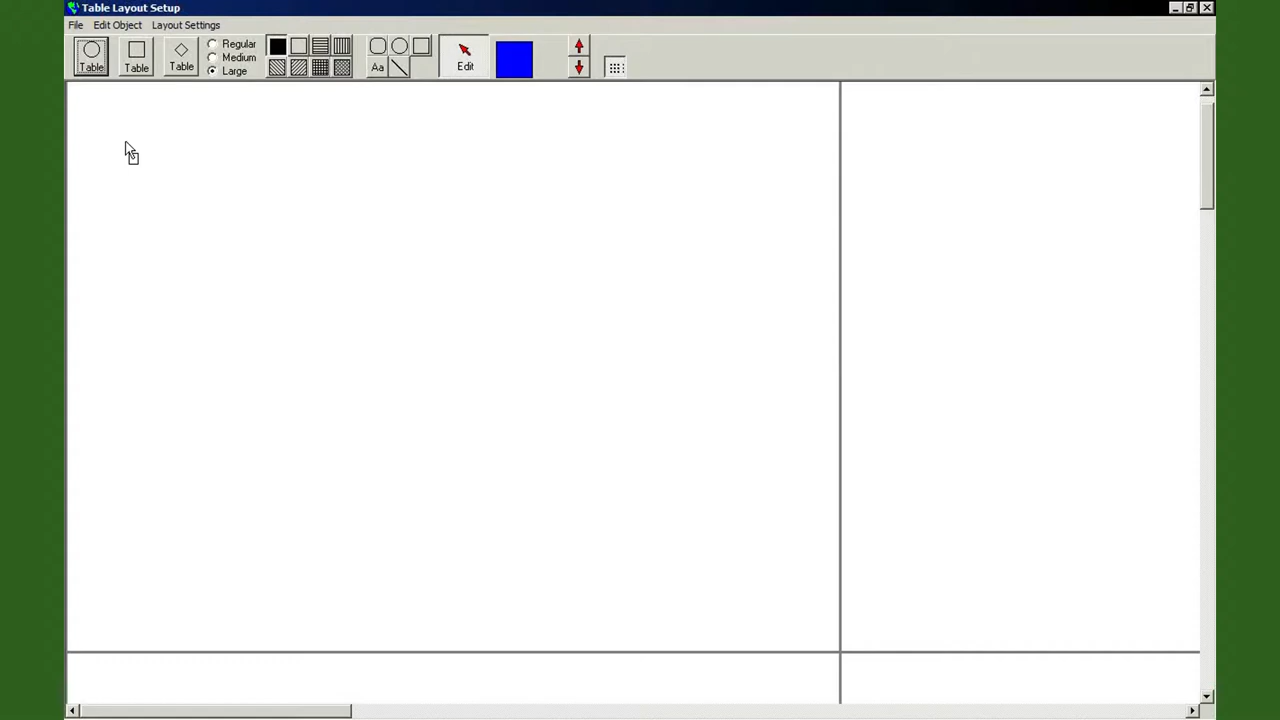 Table Layout Setup
File Edit Object Layout Settings
Table Table Table
Regular
Medium
Large
Aa
Edit